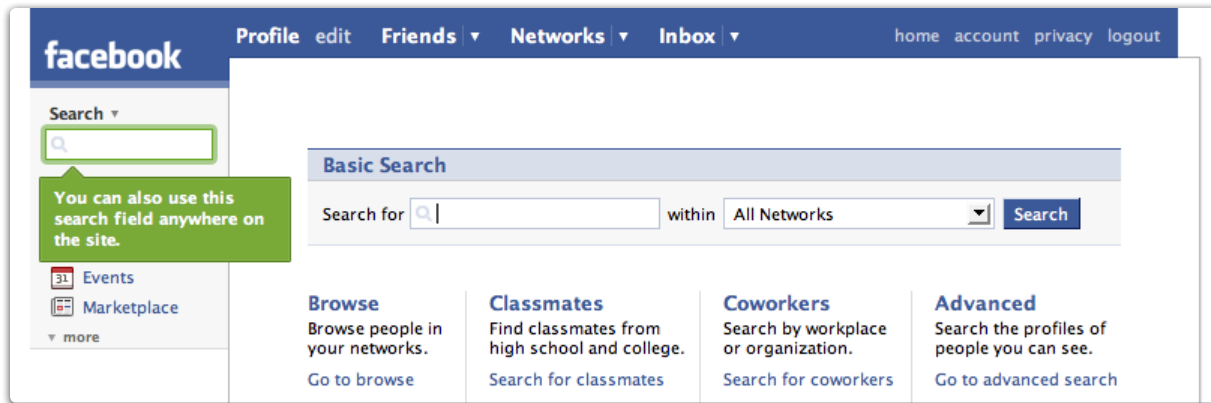 facebook
Profile edit Friends ▼ Networks ▼ Inbox ▼ home account privacy logout
Search ▼
You can also use this
search field anywhere on
the site.
31 Events
Marketplace
▼ more
Basic Search
Search for within All Networks Search
Browse
Browse people in
your networks.
Go to browse
Classmates
Find classmates from
high school and college.
Search for classmates
Coworkers
Search by workplace
or organization.
Search for coworkers
Advanced
Search the profiles of
people you can see.
Go to advanced search